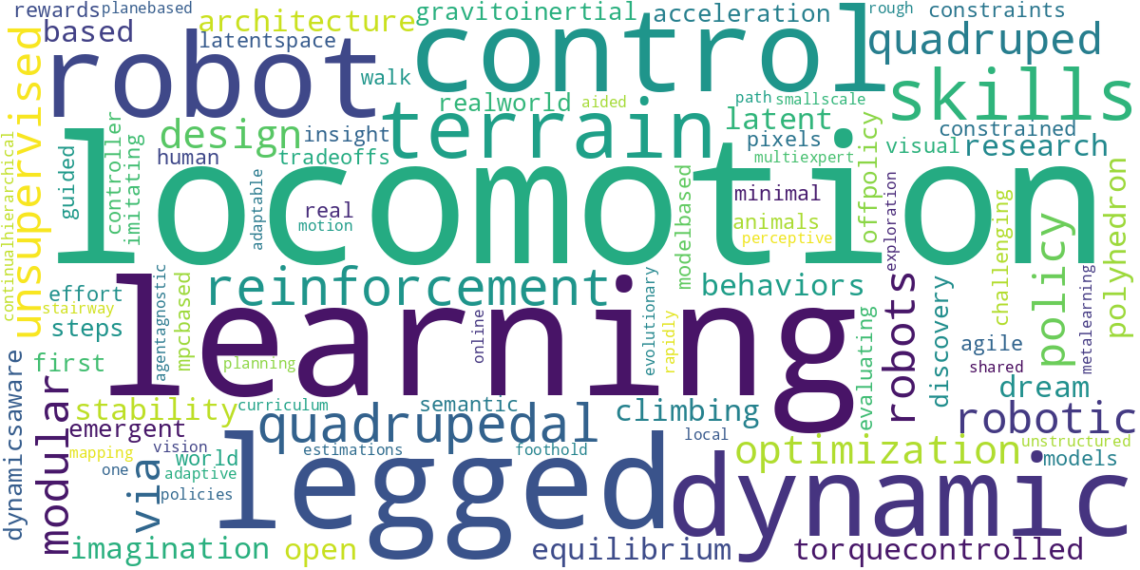 rewards
planebased
architecture
gravitoinertial
acceleration
rough
constraints
based
latentspace
robot
control
quadruped
unsupervised
walk
skills
realworld
aided
path
smallscale
terrain
latent
design
insight
pixels
constrained
controller
imitating
guided
human
tradeoffs
multiexpert
offpolicy
visual
research
continualhierarchical
locomotion
adaptable
real
motion
modelbased
minimal
animals
perceptive
exploration
challenging
policy
polyhedron
effort
stairway
steps
agentagnostic
mpcbased
reinforcement
evolutionary
rapidly
behaviors
robots
discovery
metalearning
first
learning
planning
online
evaluating
agile
shared
dream
dynamicsaware
modular
stability
curriculum
quadrupedal
semantic
climbing
robotic
emergent
mapping
vision
estimations
foothold
local
optimization
unstructured
models
one
via
world
adaptive
policies
legged
dynamic
imagination
open
equilibrium
torquecontrolled